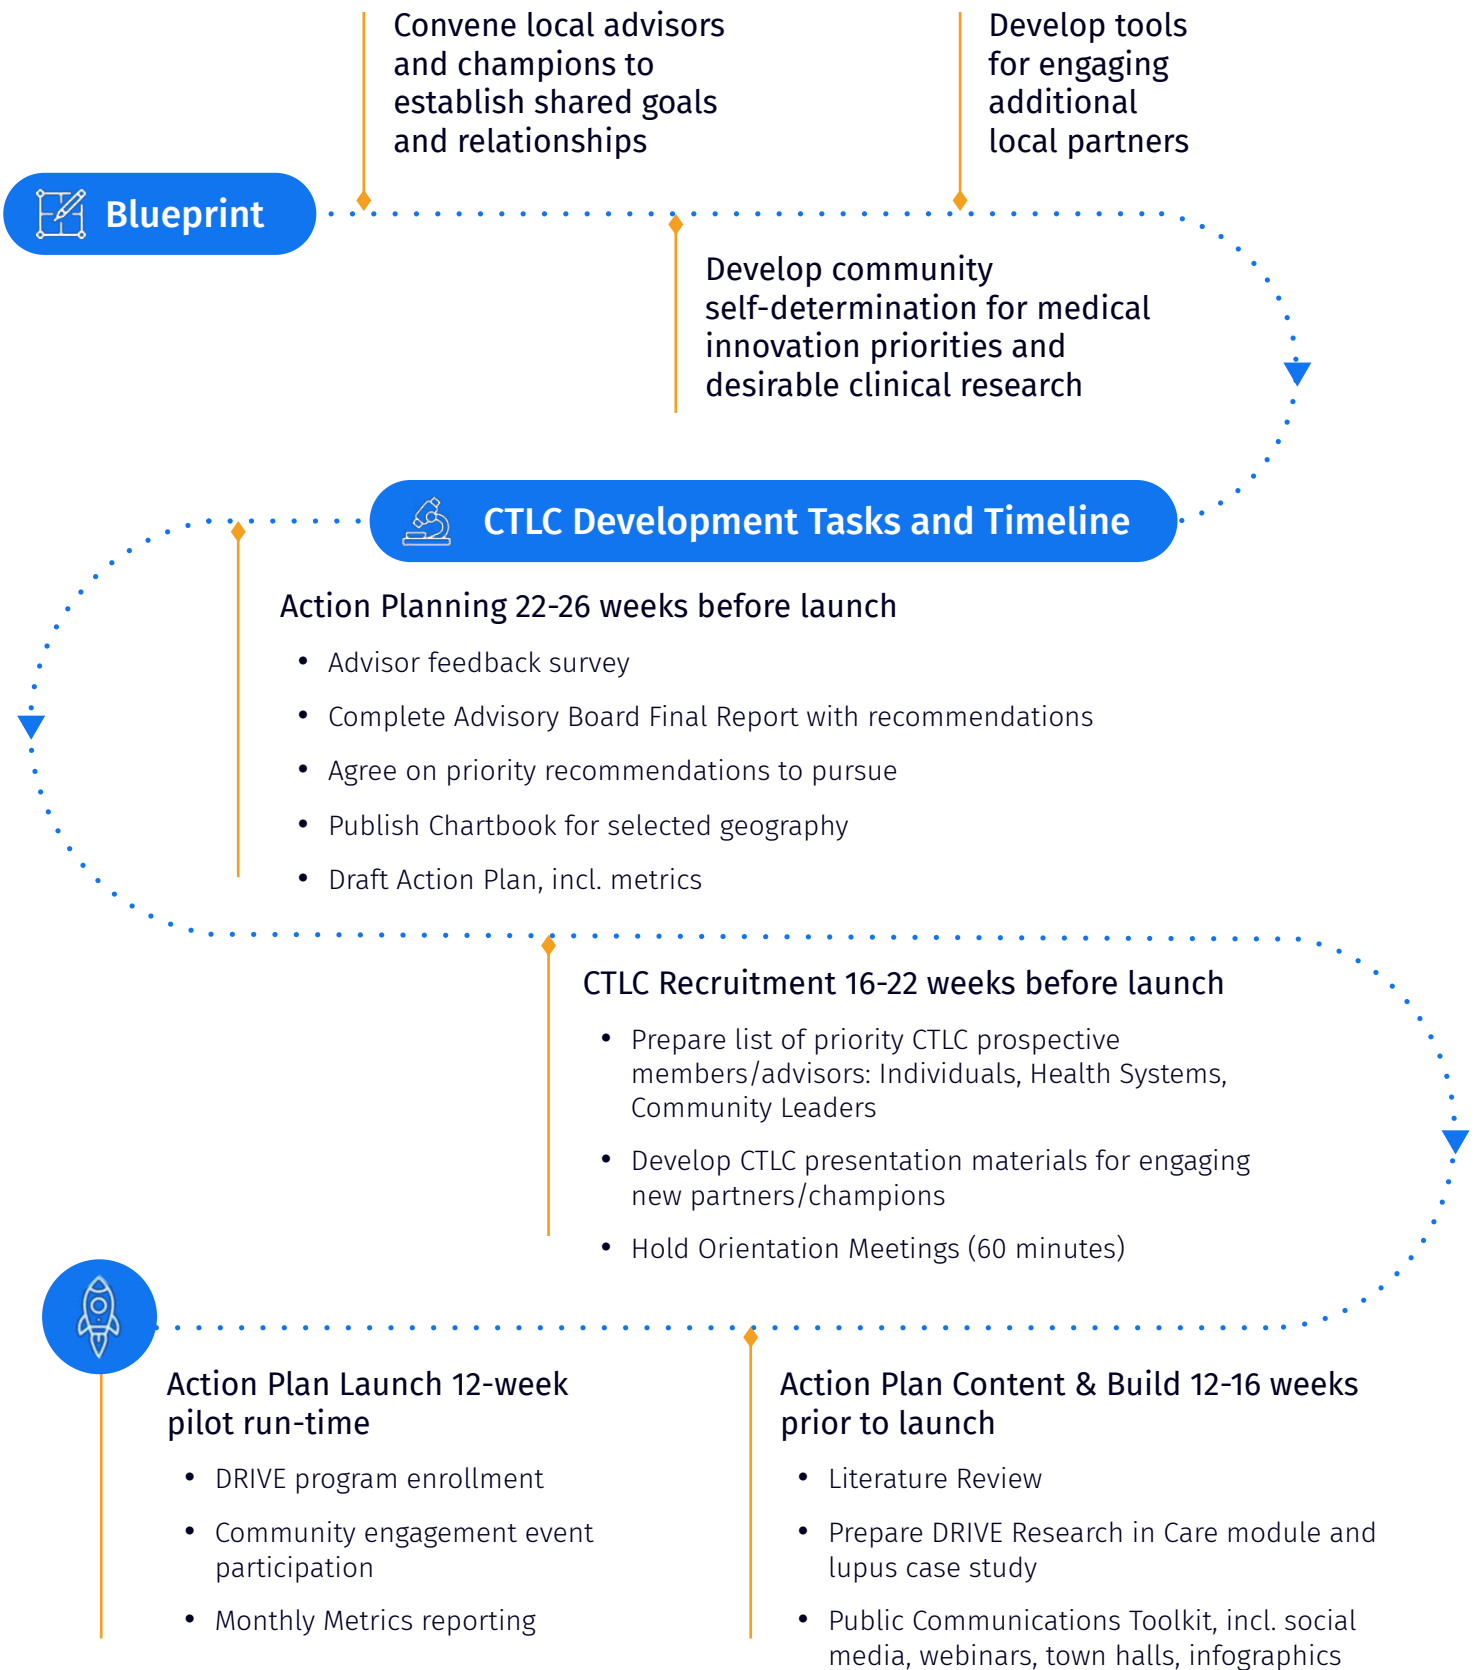 Convene local advisors
and champions to
establish shared goals
and relationships
Develop tools
for engaging
additional
local partners
Blueprint
Develop community
self-determination for medical
innovation priorities and
desirable clinical research
CTLC Development Tasks and Timeline
Action Planning 22-26 weeks before launch
• Advisor feedback survey
• Complete Advisory Board Final Report with recommendations
• Agree on priority recommendations to pursue
• Publish Chartbook for selected geography
• Draft Action Plan, incl. metrics
CTLC Recruitment 16-22 weeks before launch
• Prepare list of priority CTLC prospective
members/advisors: Individuals, Health Systems,
Community Leaders
• Develop CTLC presentation materials for engaging
new partners/champions
• Hold Orientation Meetings (60 minutes)
Action Plan Launch 12-week
pilot run-time
• DRIVE program enrollment
• Community engagement event
participation
• Monthly Metrics reporting
Action Plan Content & Build 12-16 weeks
prior to launch
• Literature Review
• Prepare DRIVE Research in Care module and
lupus case study
• Public Communications Toolkit, incl. social
media, webinars, town halls, infographics